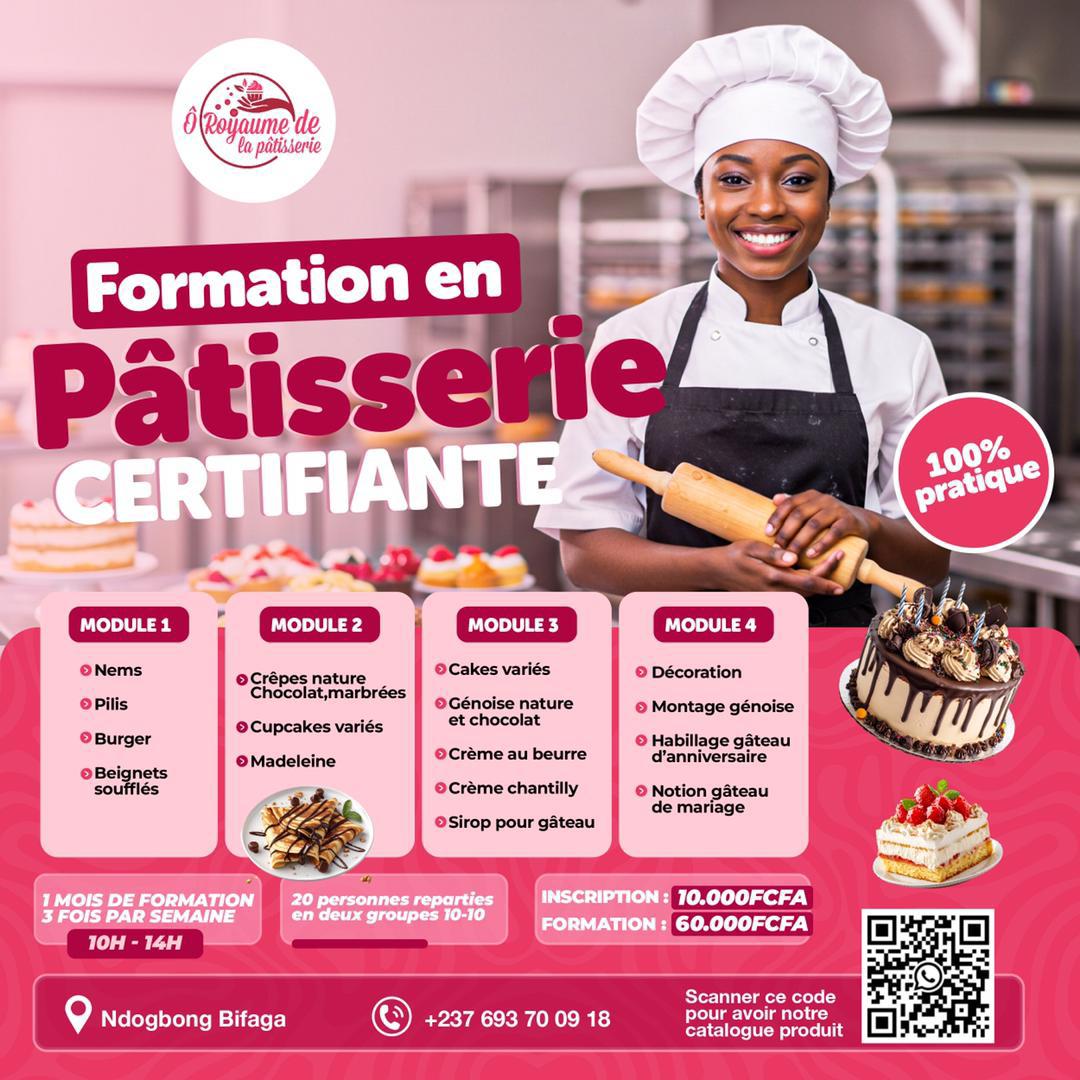 Ô Royaume de
la pâtisserie
Formation en
Pâtisserie
CERTIFIANTE
100%
pratique
MODULE 1
Nems
Pilis
Burger
Beignets
soufflés
MODULE 2
Crêpes nature
Chocolat,marbrées
Cupcakes variés
Madeleine
MODULE 3
Cakes variés
Génoise nature
et chocolat
Crème au beurre
Crème chantilly
Sirop pour gâteau
MODULE 4
Décoration
Montage génoise
Habillage gâteau
d'anniversaire
Notion gâteau
de mariage
1 MOIS DE FORMATION
3 FOIS PAR SEMAINE
10H - 14H
20 personnes reparties
en deux groupes 10-10
INSCRIPTION : 10.000FCFA
FORMATION : 60.000FCFA
Ndogbong Bifaga
+237 693 70 09 18
Scanner ce code
pour avoir notre
catalogue produit